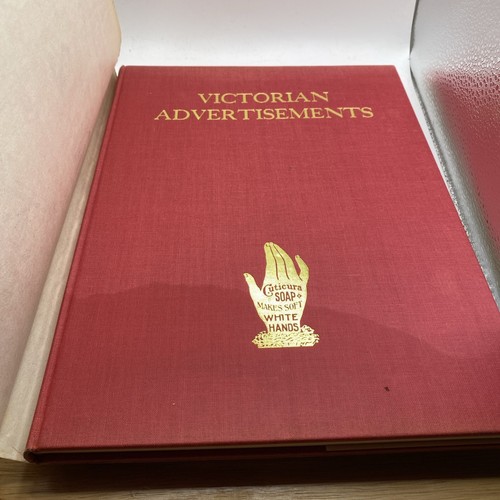 VICTORIAN
ADVERTISEMENTS
Cuticura
SOAP
MAKES SOFT
WHITE
HANDS